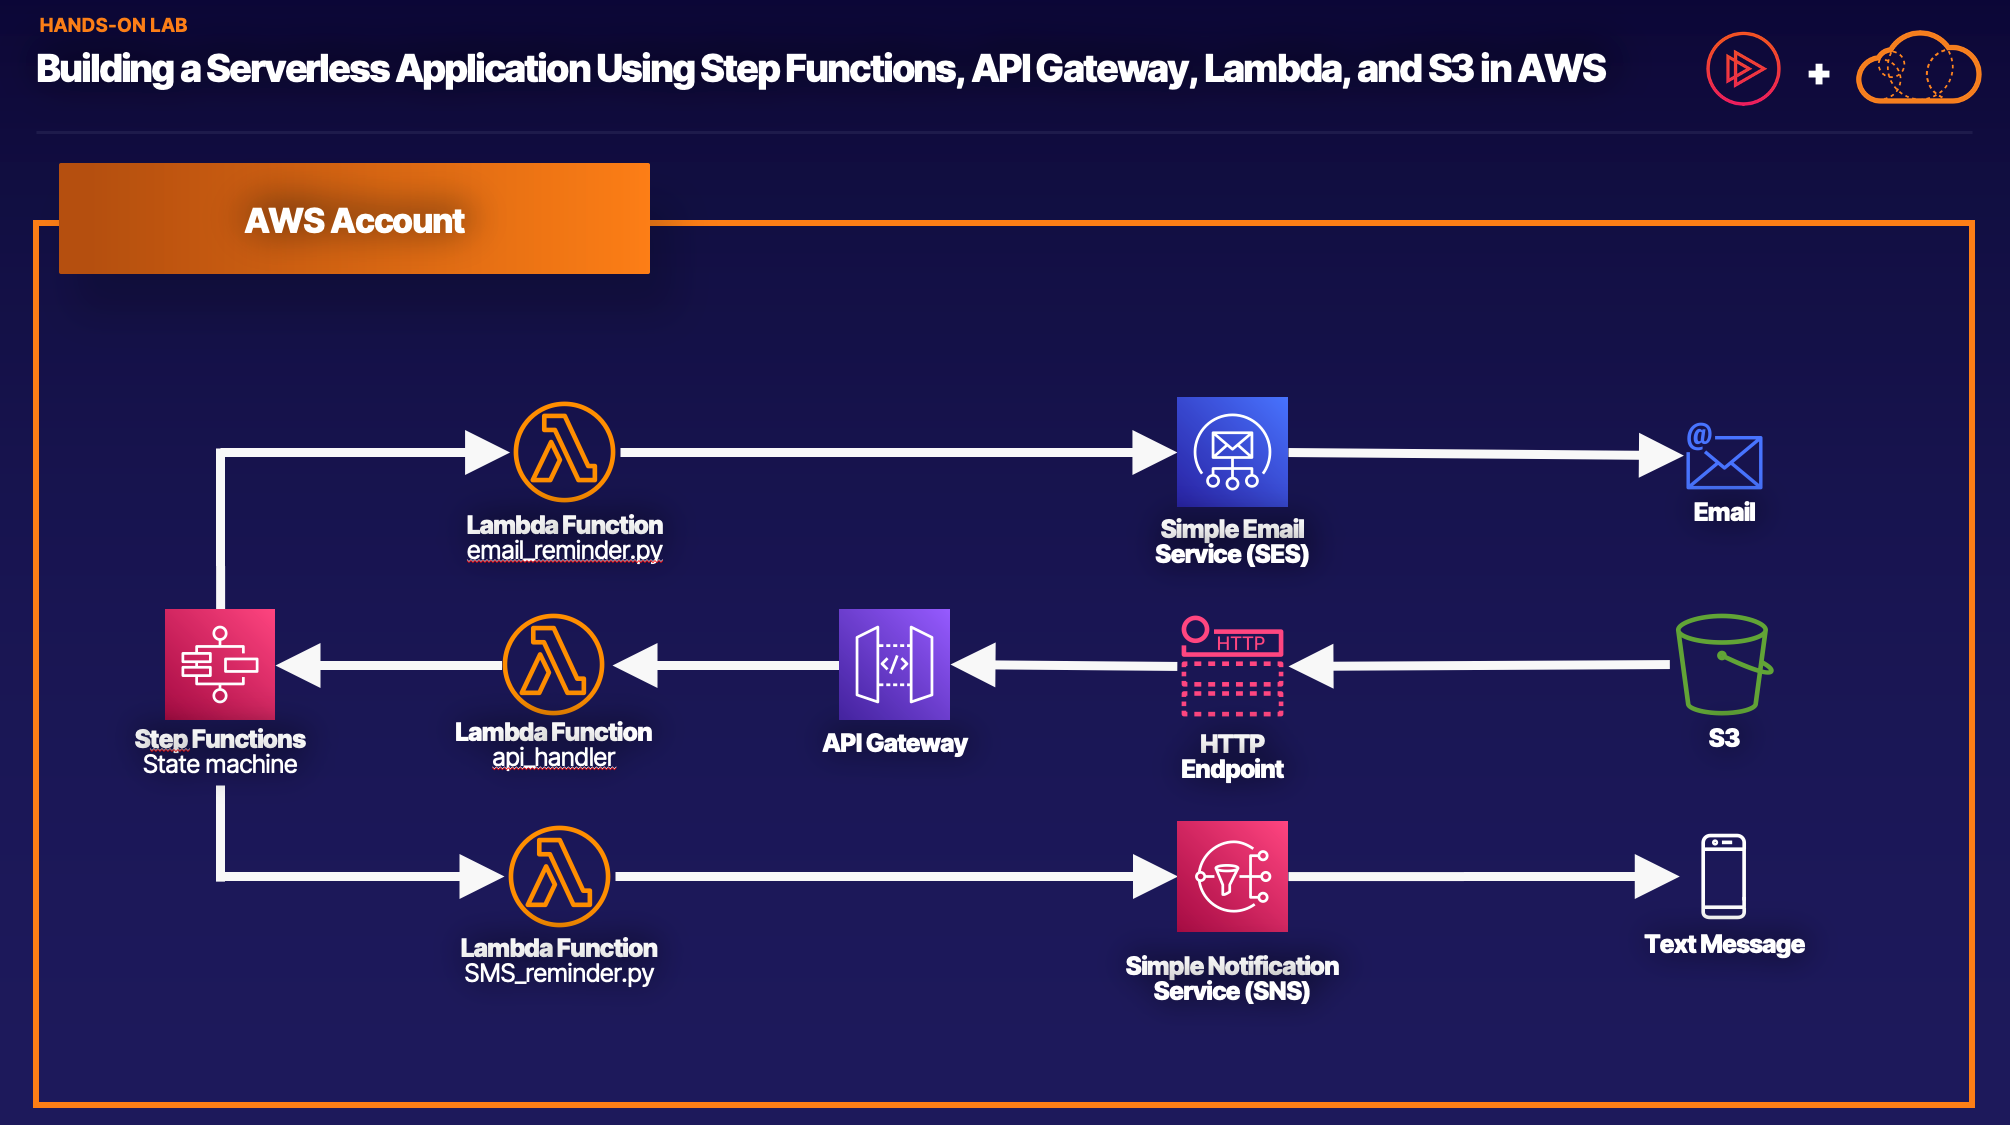 HANDS-ON LAB
Building a Serverless Application Using Step Functions, API Gateway, Lambda, and S3 in AWS
AWS Account
Lambda Function
email_reminder.py
Simple Email
Service (SES)
@
Email
Step Functions
State machine
Lambda Function
api_handler
</>
API Gateway
HTTP
HTTP
Endpoint
S3
Lambda Function
SMS_reminder.py
Simple Notification
Service (SNS)
Text Message